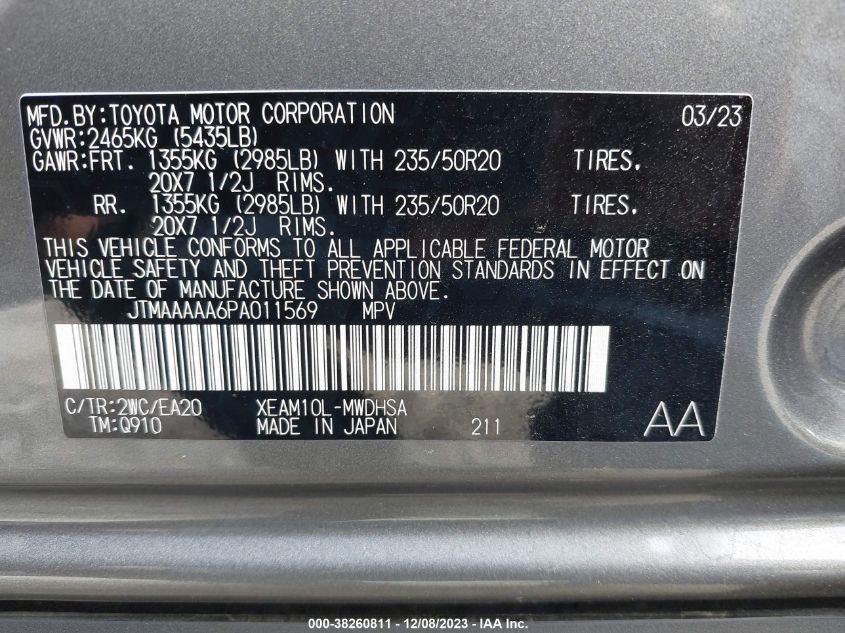 MFD.BY:TOYOTA MOTOR CORPORATION 03/23
GVWR:2465KG (5435LB)
GAWR:FRT. 1355KG (2985LB) WITH 235/50R20 TIRES,
20X7 1/2J RIMS.
RR. 1355KG (2985LB) WITH 235/50R20 TIRES,
20X7 1/2J RIMS.
THIS VEHICLE CONFORMS TO ALL APPLICABLE FEDERAL MOTOR
VEHICLE SAFETY AND THEFT PREVENTION STANDARDS IN EFFECT ON
THE DATE OF MANUFACTURE SHOWN ABOVE.
JTMAAAAA6PA011569 MPV
C/TR:2WC/EA20 XEAM10L-MWDHSA
TM:Q910 MADE IN JAPAN 211 AA
000-38260811 - 12/08/2023 - IAA Inc.